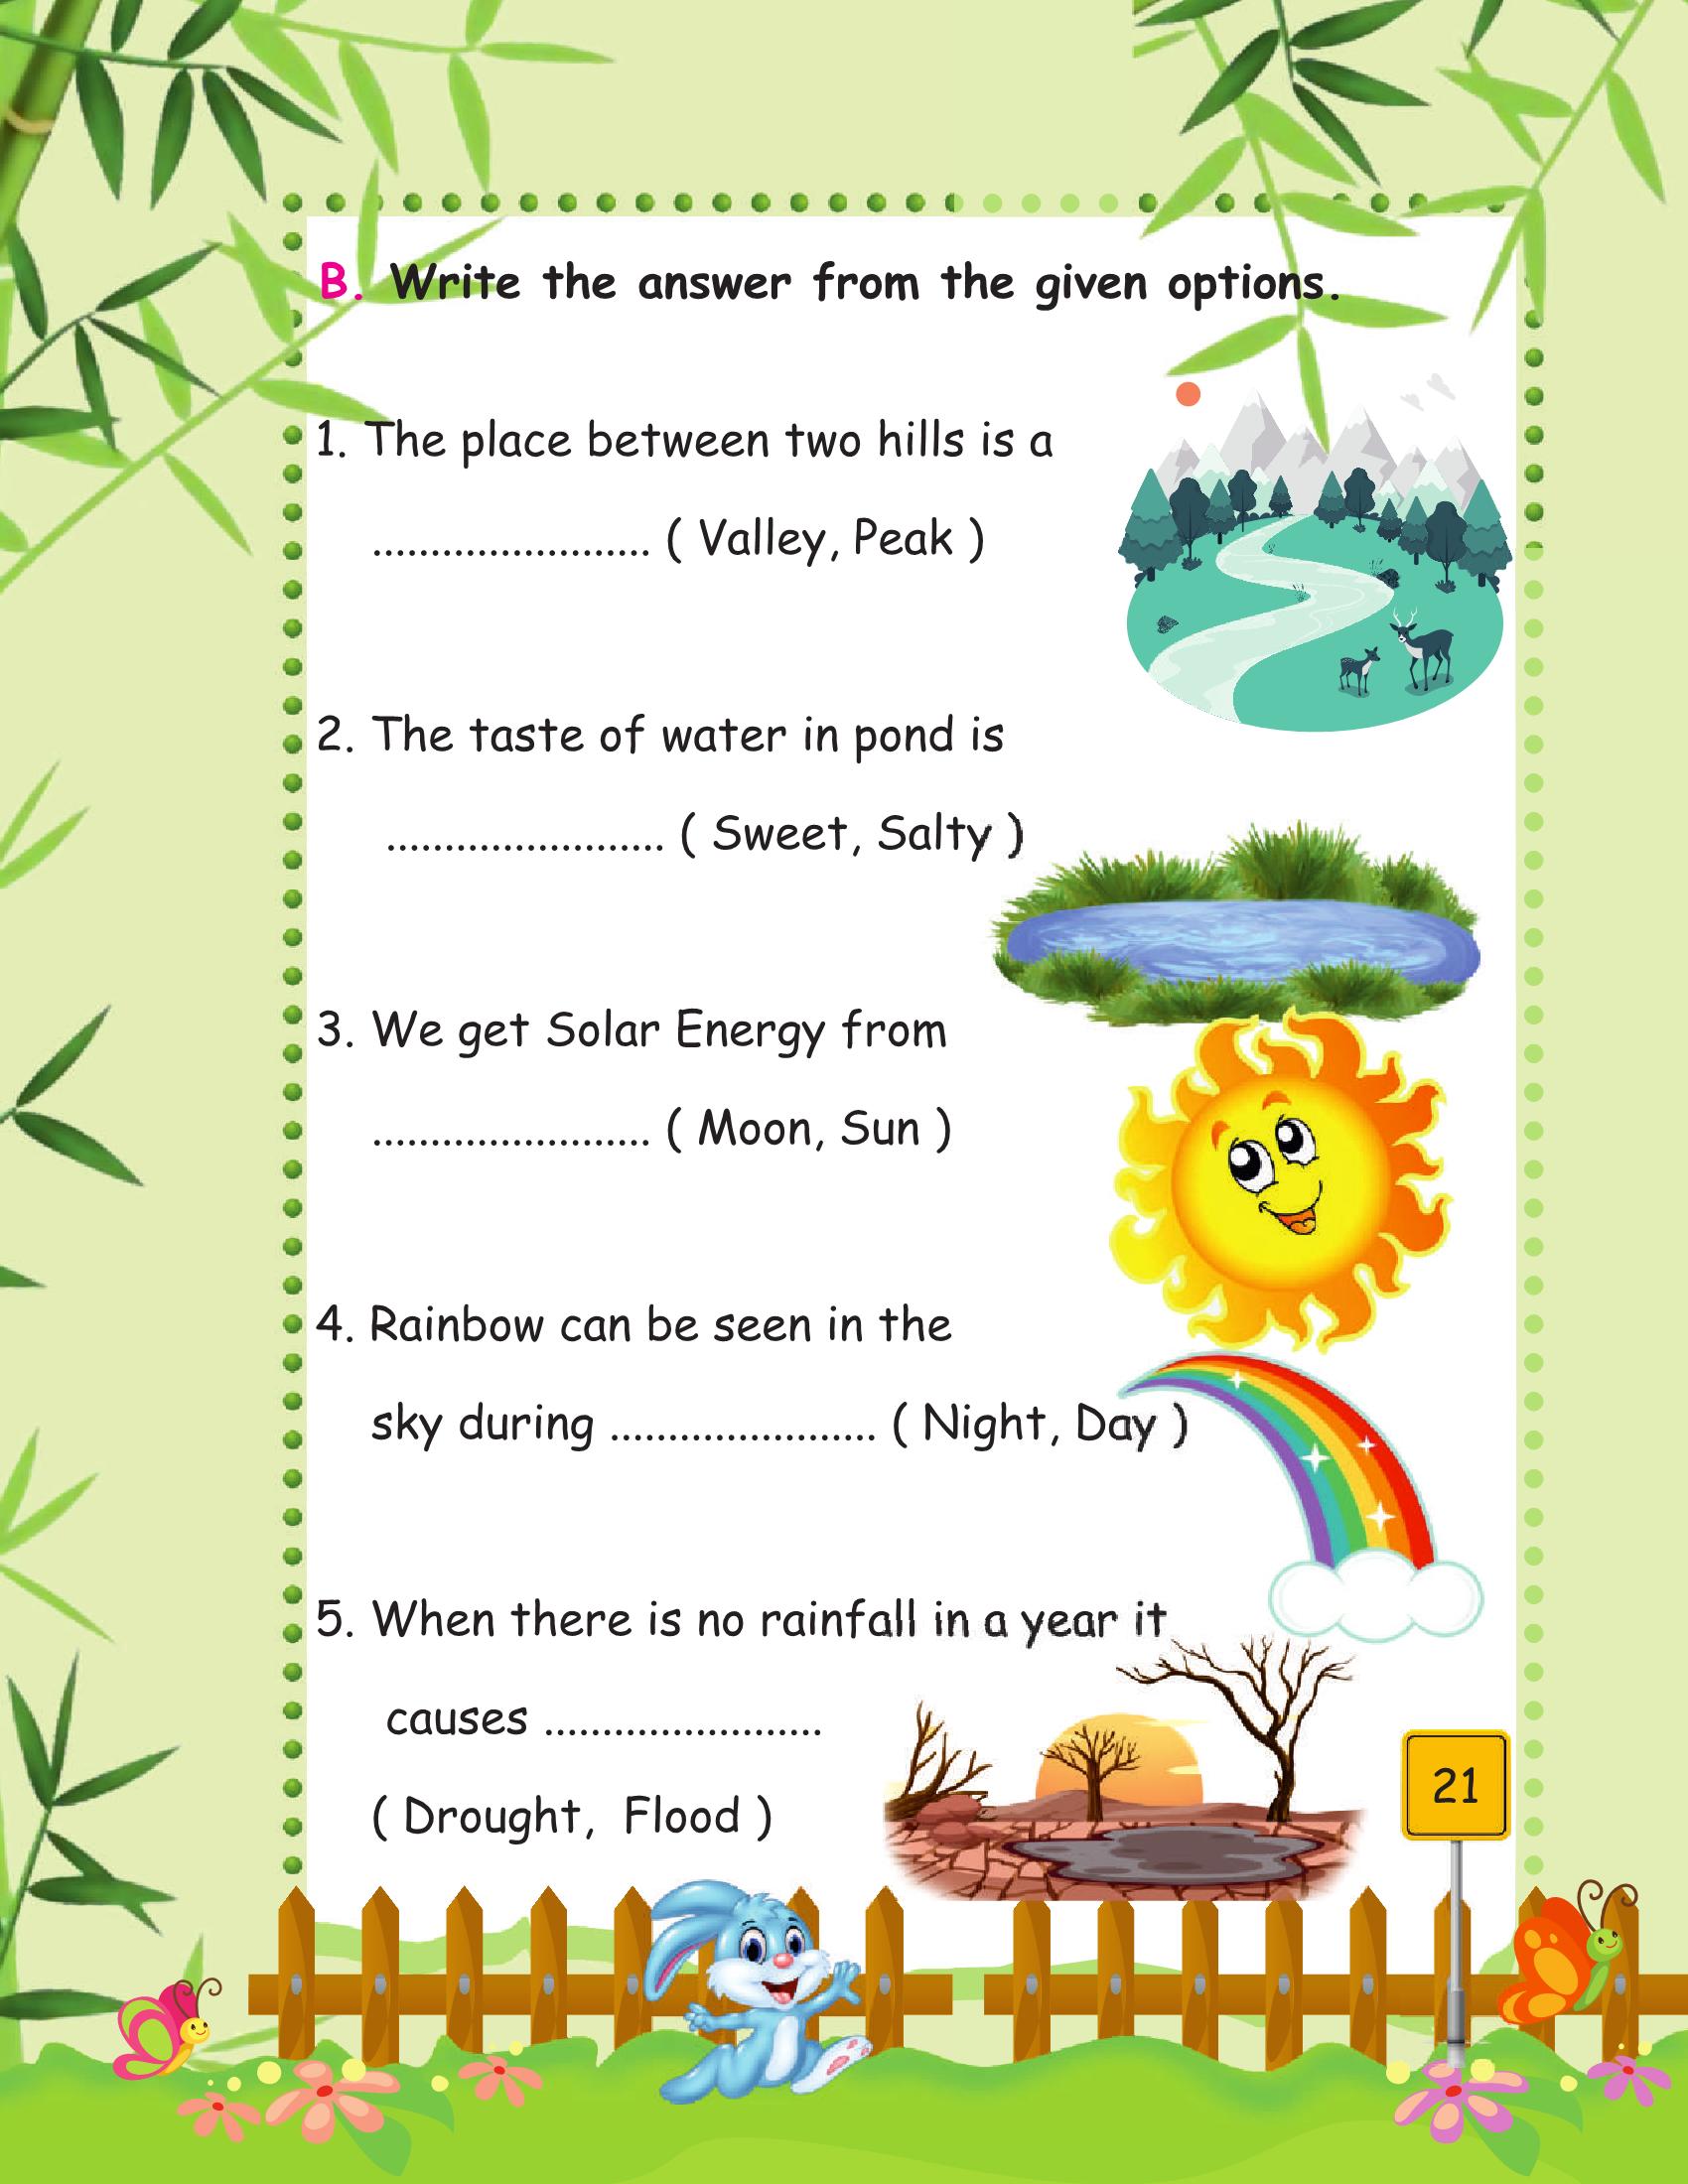 B. Write the answer from the given options.
1. The place between two hills is a
........................ ( Valley, Peak )
2. The taste of water in pond is
........................ ( Sweet, Salty )
3. We get Solar Energy from
........................ ( Moon, Sun )
4. Rainbow can be seen in the
sky during ....................... ( Night, Day )
5. When there is no rainfall in a year it
causes ........................
( Drought, Flood )
21